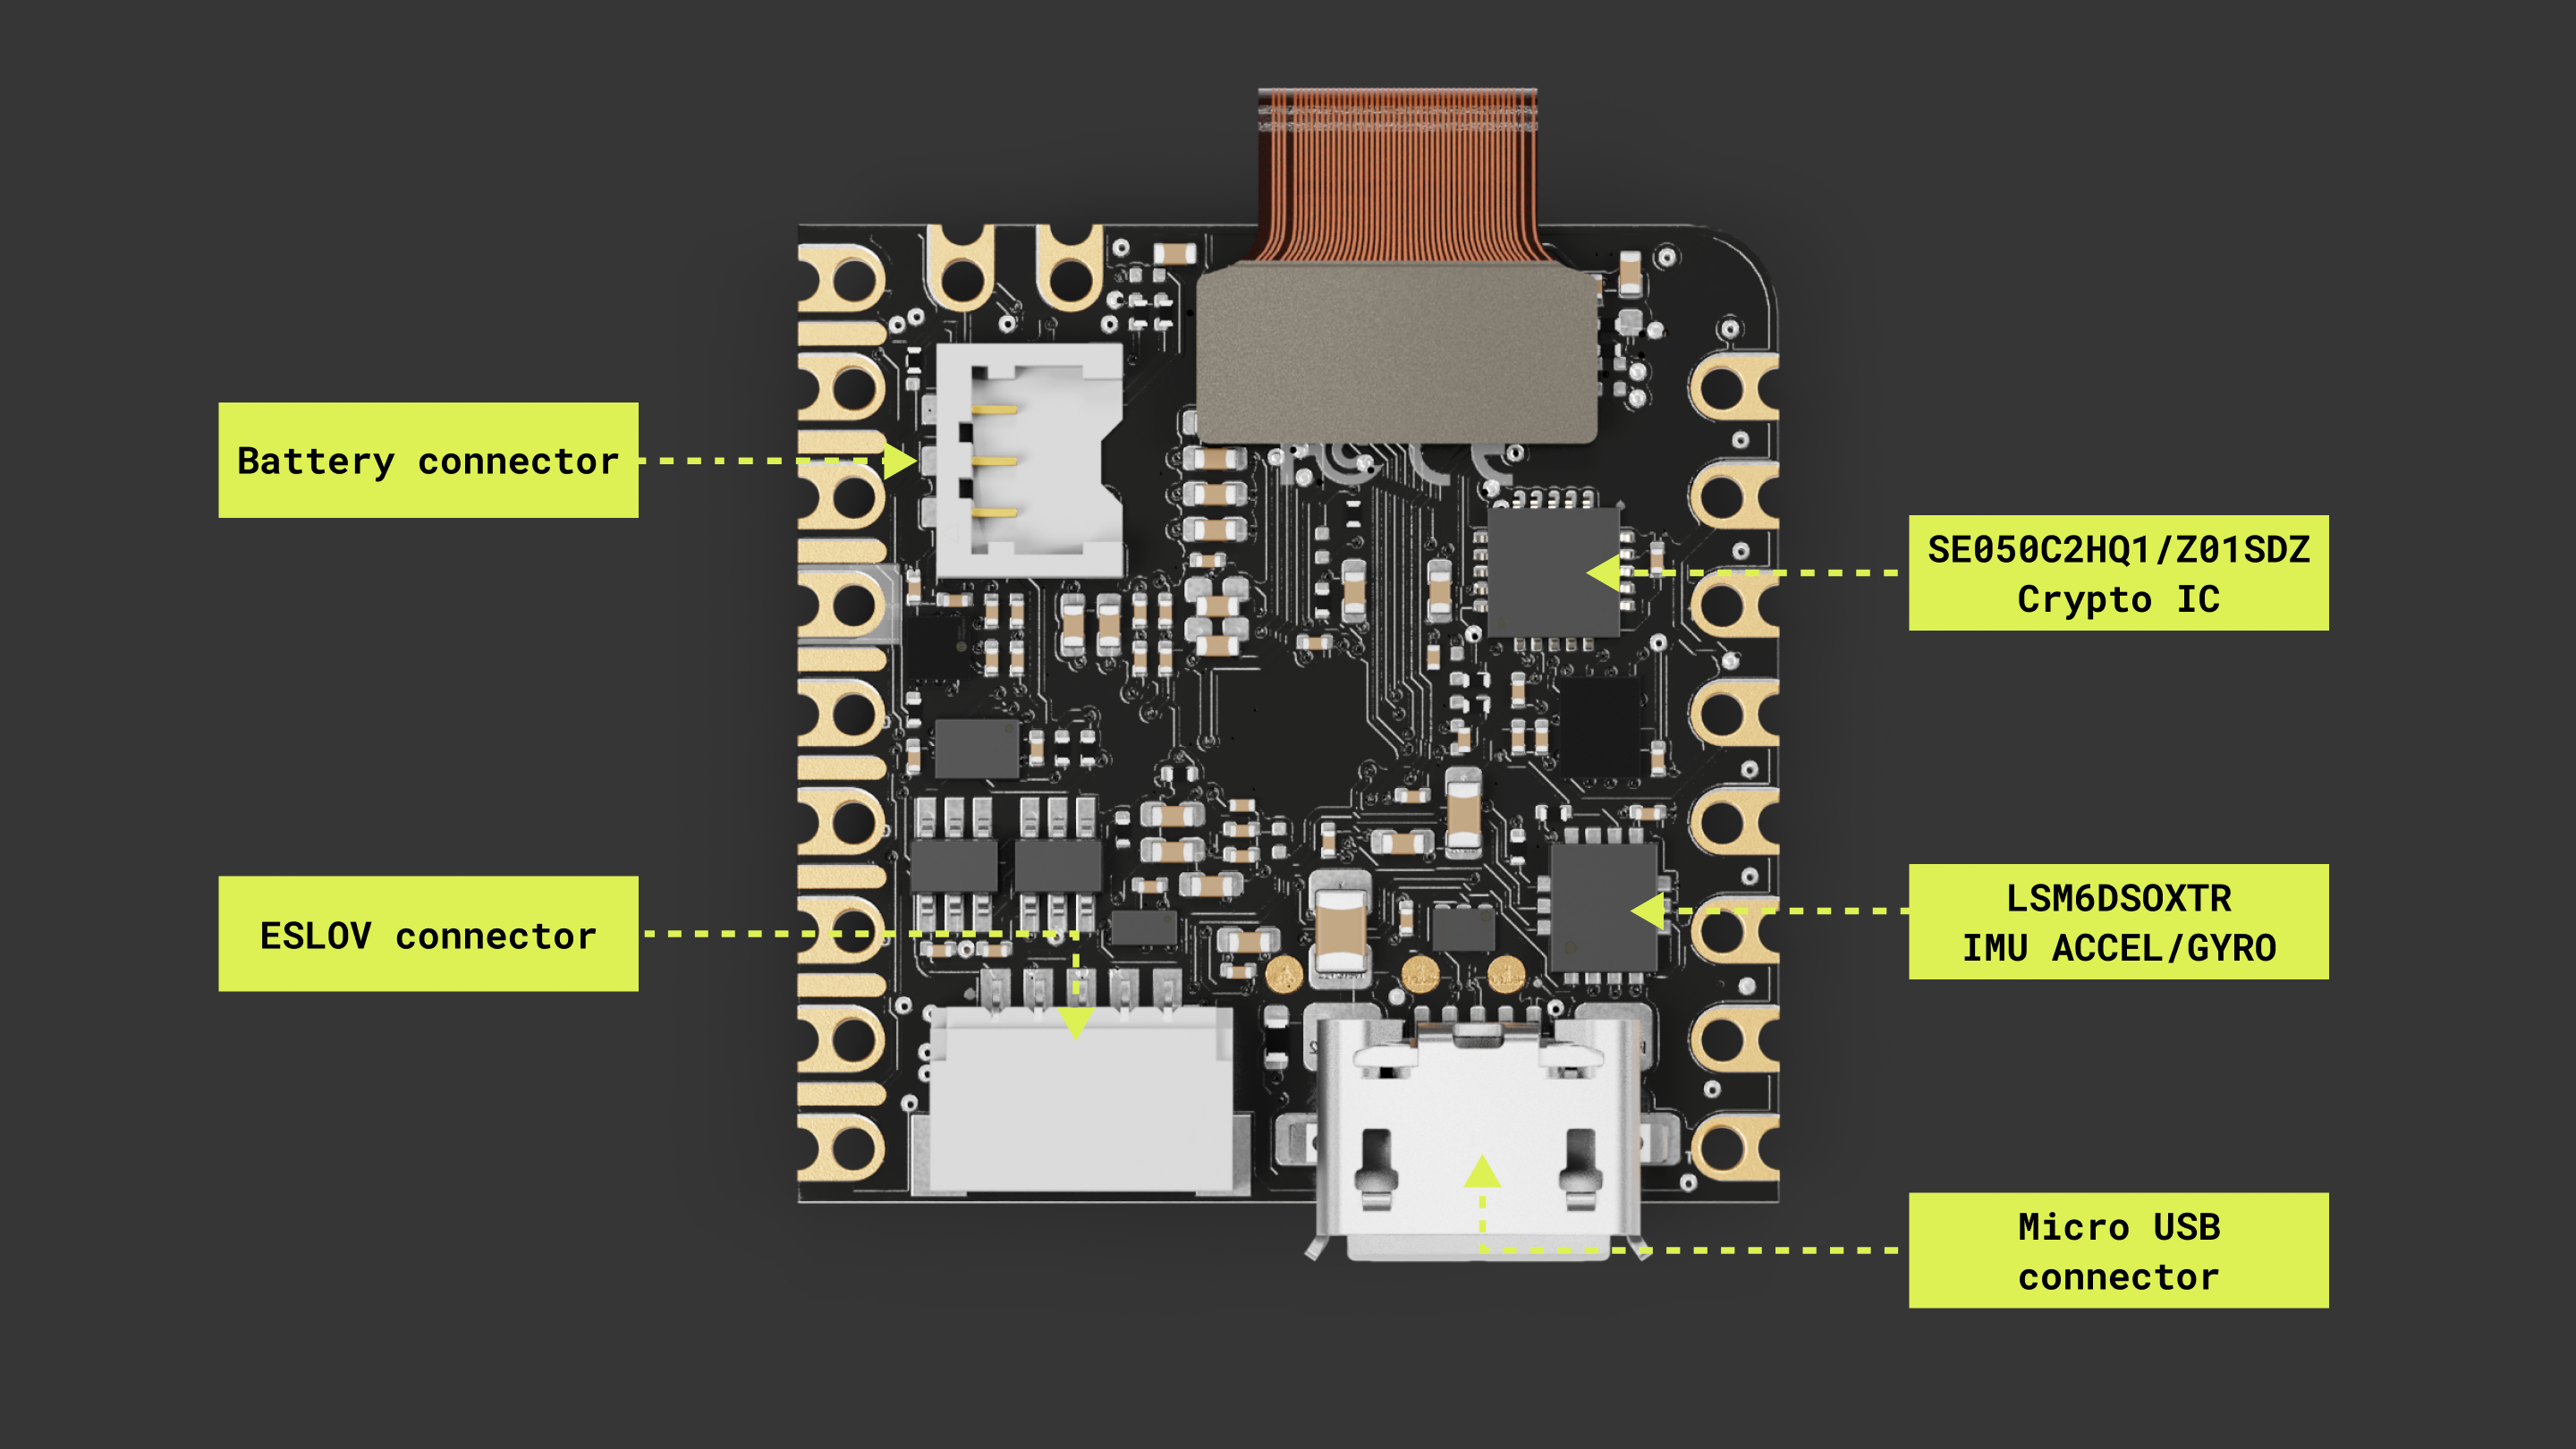 Battery connector
ESLOV connector
SE050C2HQ1/Z01SDZ
Crypto IC
LSM6DSOXTR
IMU ACCEL/GYRO
Micro USB
connector